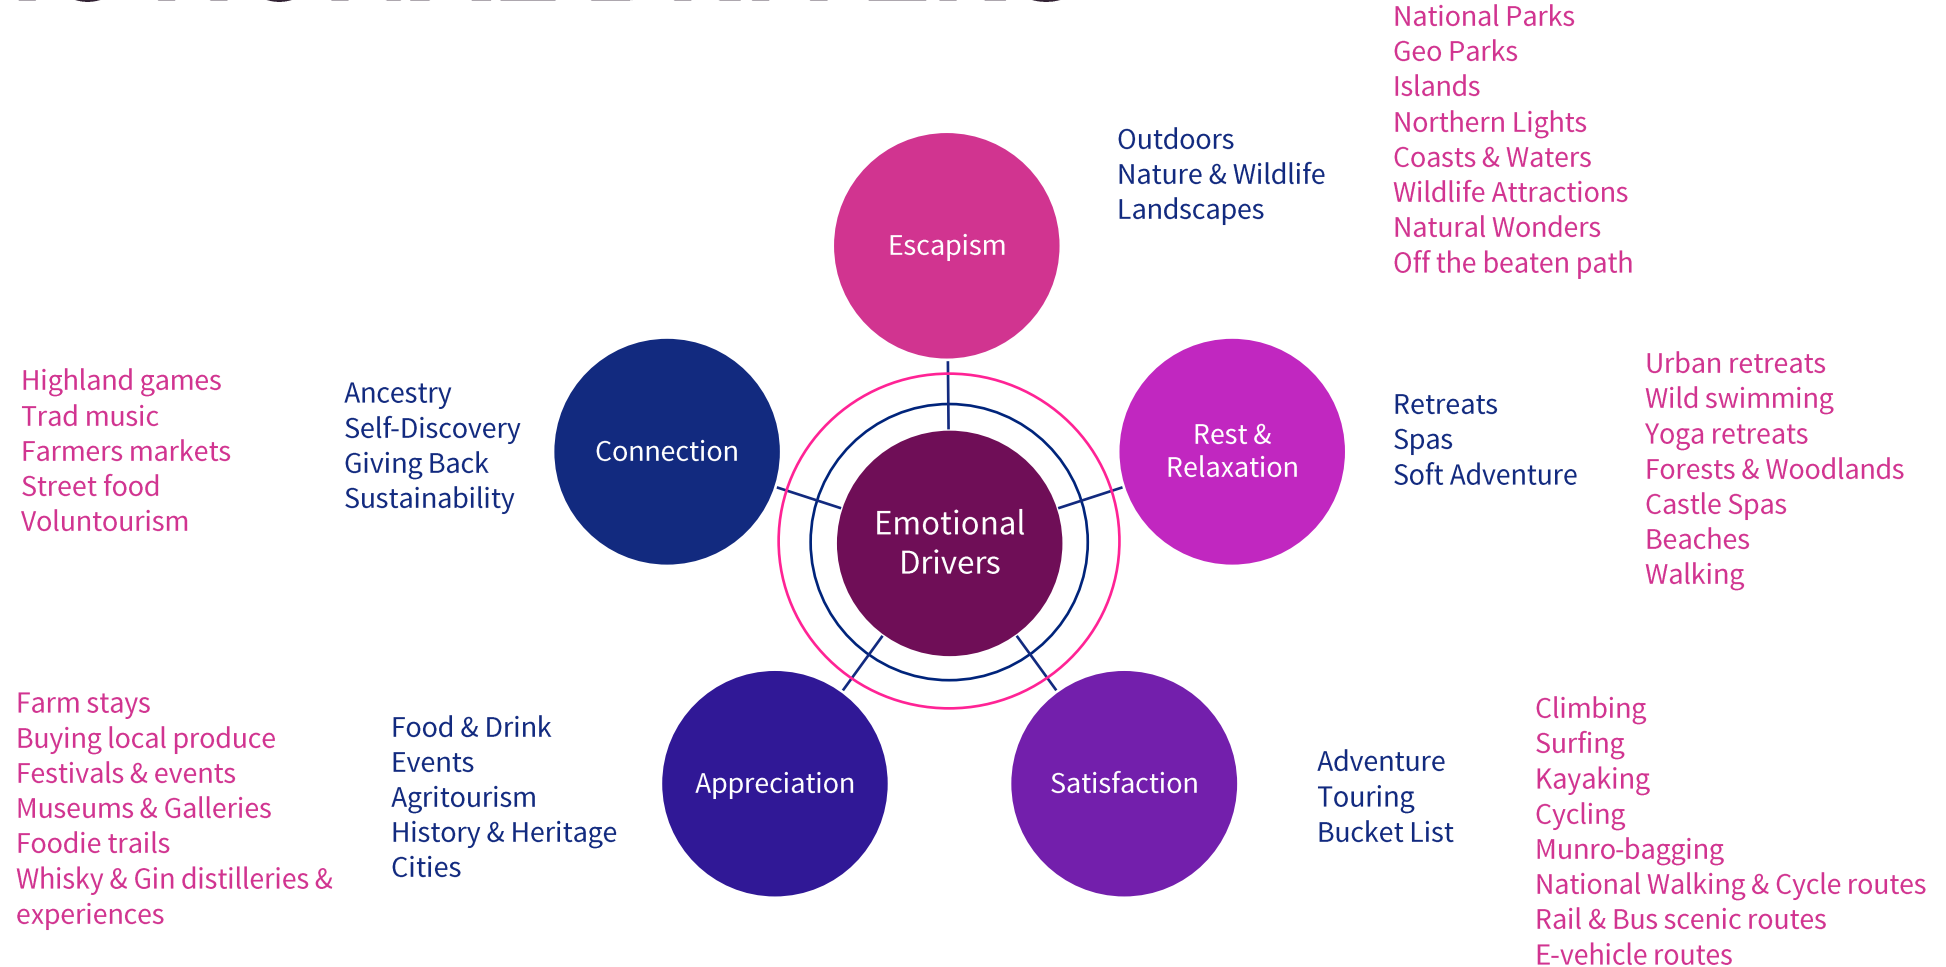 National Parks
Geo Parks
Islands
Northern Lights
Coasts & Waters
Wildlife Attractions
Natural Wonders
Off the beaten path
Outdoors
Nature & Wildlife
Landscapes
Escapism
Highland games
Trad music
Farmers markets
Street food
Voluntourism
Ancestry
Self-Discovery
Giving Back
Sustainability
Connection
Rest &
Relaxation
Retreats
Spas
Soft Adventure
Urban retreats
Wild swimming
Yoga retreats
Forests & Woodlands
Castle Spas
Beaches
Walking
Emotional
Drivers
Farm stays
Buying local produce
Festivals & events
Museums & Galleries
Foodie trails
Whisky & Gin distilleries &
experiences
Food & Drink
Events
Agritourism
History & Heritage
Cities
Appreciation
Satisfaction
Adventure
Touring
Bucket List
Climbing
Surfing
Kayaking
Cycling
Munro-bagging
National Walking & Cycle routes
Rail & Bus scenic routes
E-vehicle routes